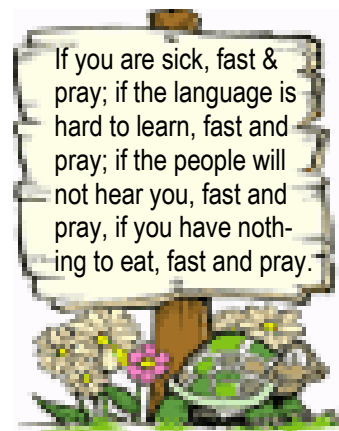 If you are sick, fast &
pray; if the language is
hard to learn, fast and
pray; if the people will
not hear you, fast and
pray, if you have noth-
ing to eat, fast and pray.